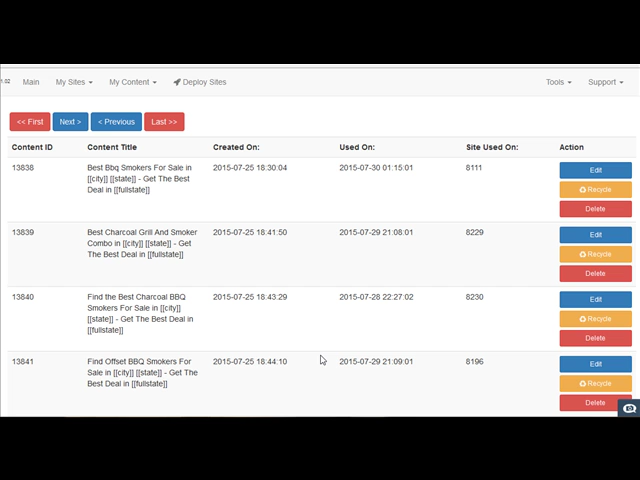 1.02 Main My Sites My Content Deploy Sites Tools Support
<< First Next > < Previous Last >>
Content ID Content Title Created On: Used On: Site Used On: Action
13838 Best Bbq Smokers For Sale in 2015-07-25 18:30:04 2015-07-30 01:15:01 8111 Edit
[[city]] [[state]] - Get The Best Recycle
Deal in [[fullstate]]
Delete
13839 Best Charcoal Grill And Smoker 2015-07-25 18:41:50 2015-07-29 21:08:01 8229 Edit
Combo in [[city]] [[state]] - Get
The Best Deal in [[fullstate]] Recycle
Delete
13840 Find the Best Charcoal BBQ 2015-07-25 18:43:29 2015-07-28 22:27:02 8230 Edit
Smokers For Sale in [[city]]
[[state]] - Get The Best Deal in Recycle
[[fullstate]]
Delete
13841 Find Offset BBQ Smokers For 2015-07-25 18:44:10 2015-07-29 21:09:01 8196 Edit
Sale in [[city]] [[state]] - Get The
Best Deal in [[fullstate]] Recycle
Delete